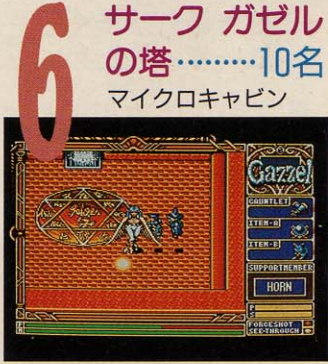 6
サーク ガゼル
の塔………10名
マイクロキャビン
Gazzel
GAUNTLET
ITEM-A
ITEM-B
SUPPORTMEMBER
HORN
FORCESHOT
SEE-THROUGH